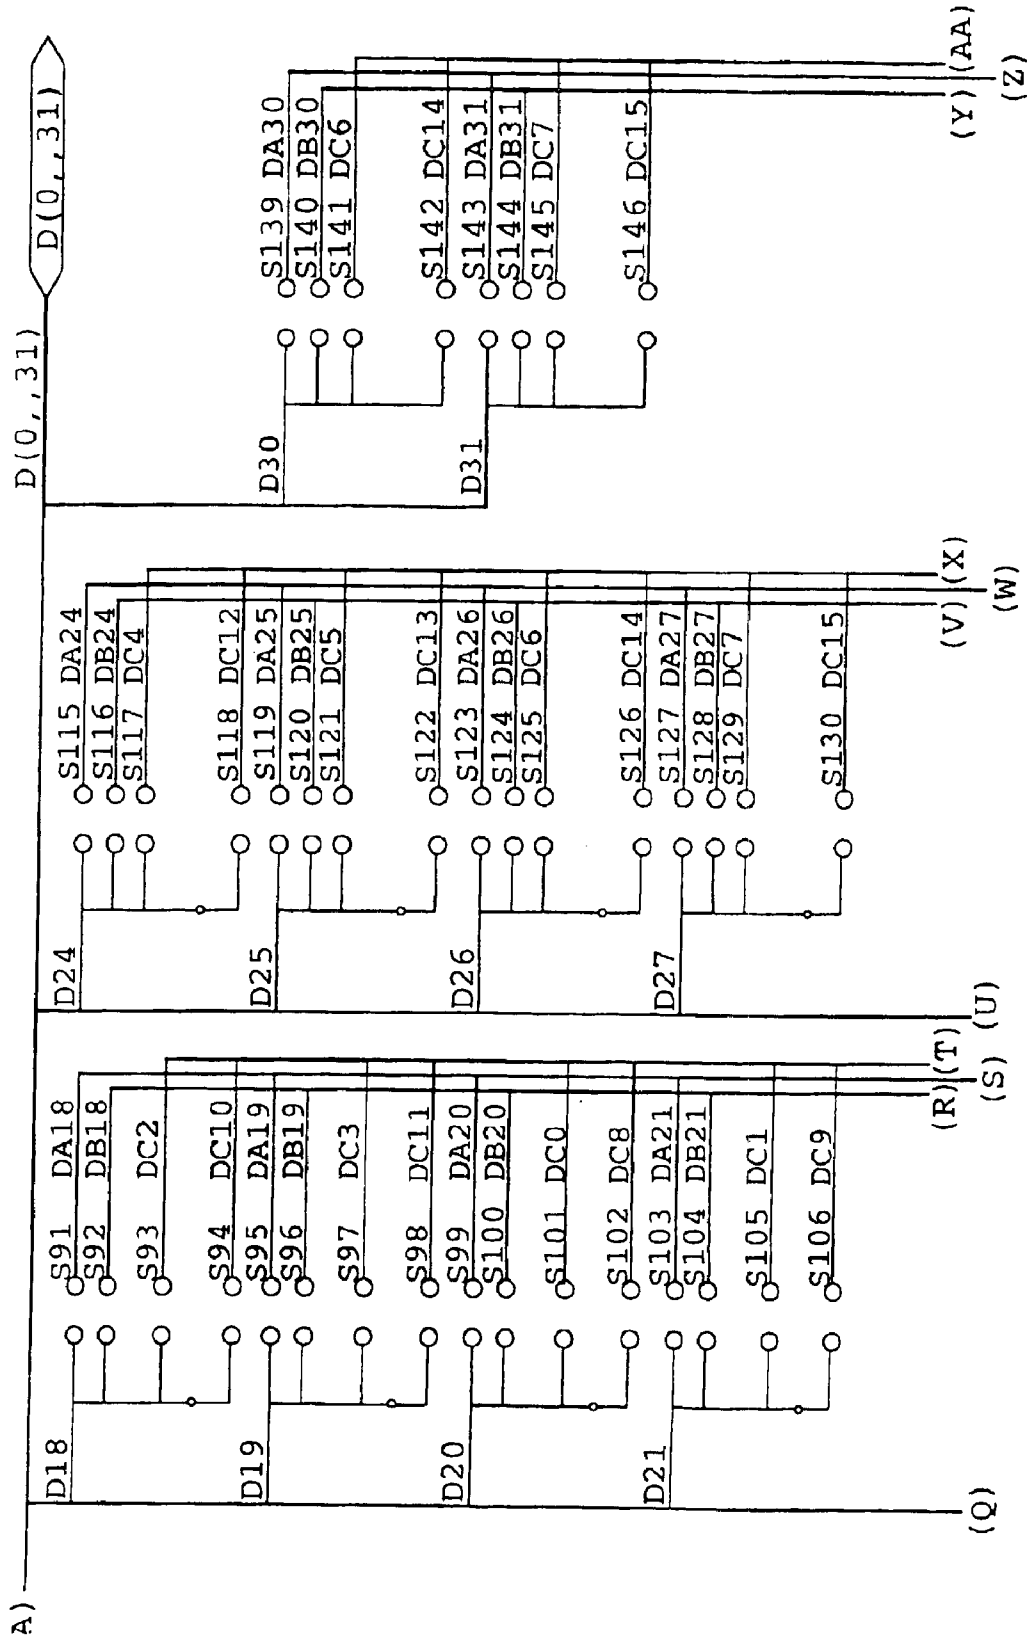 A)
D(0,,31)
D(0,,31)
D18
S91 DA18
S92 DB18
S93 DC2
S94 DC10
D19
S95 DA19
S96 DB19
S97 DC3
S98 DC11
D20
S99 DA20
S100 DB20
S101 DC0
S102 DC8
D21
S103 DA21
S104 DB21
S105 DC1
S106 DC9
(Q)
(R)
(S)
(T)
D24
S115 DA24
S116 DB24
S117 DC4
S118 DC12
D25
S119 DA25
S120 DB25
S121 DC5
S122 DC13
D26
S123 DA26
S124 DB26
S125 DC6
S126 DC14
D27
S127 DA27
S128 DB27
S129 DC7
S130 DC15
(U)
(V)
(W)
(X)
D30
S139 DA30
S140 DB30
S141 DC6
S142 DC14
D31
S143 DA31
S144 DB31
S145 DC7
S146 DC15
(Y)
(Z)
(AA)